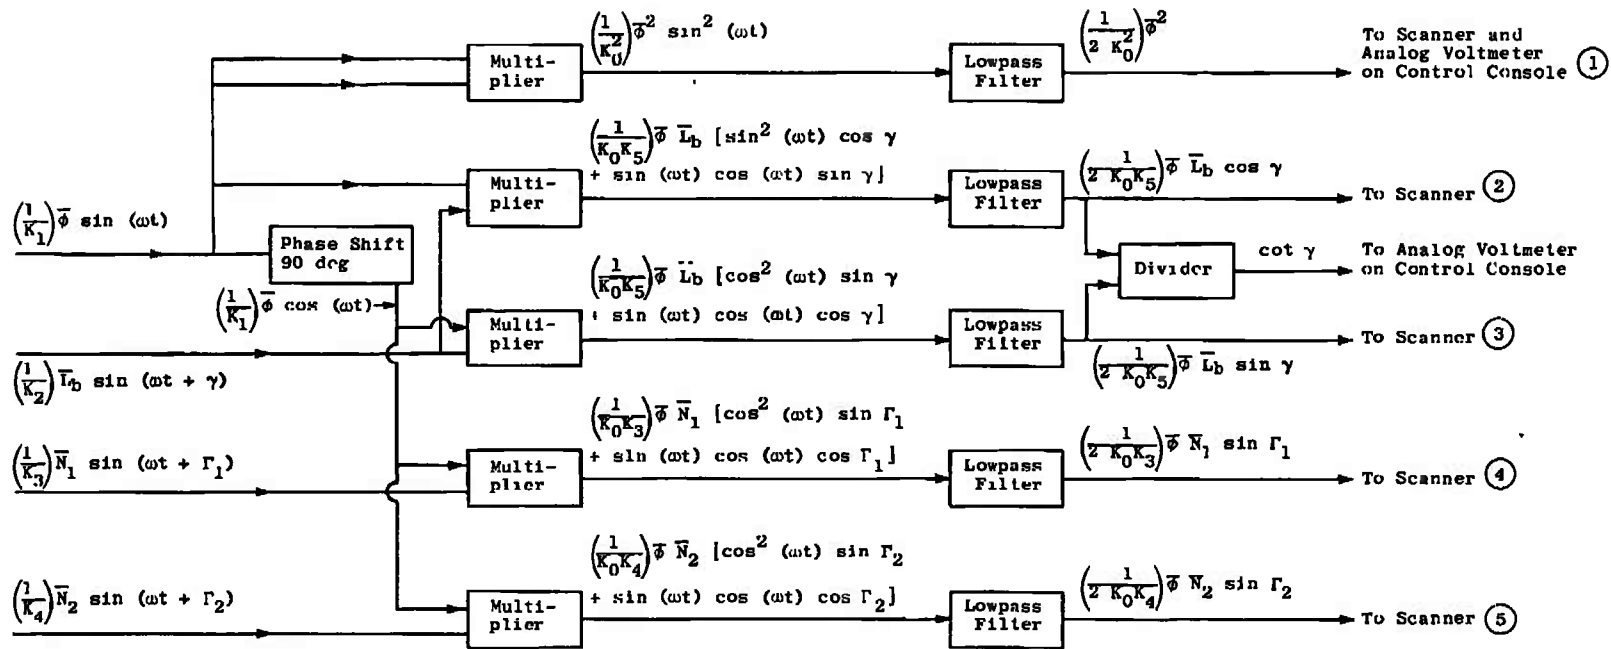 (1/K₀²) φ̅² sin² (ωt)
(1/2 K₀²) φ̅²
To Scanner and
Analog Voltmeter
on Control Console ①
Multi-
plier
Lowpass
Filter
(1/K₀K₅) φ̅ L̅b [sin² (ωt) cos γ
+ sin (ωt) cos (ωt) sin γ]
(1/2 K₀K₅) φ̅ L̅b cos γ
Multi-
plier
Lowpass
Filter
To Scanner ②
(1/K₁) φ̅ sin (ωt)
Phase Shift
90 deg
(1/K₁) φ̅ cos (ωt)
Divider
cot γ
To Analog Voltmeter
on Control Console
(1/K₀K₅) φ̅ L̅b [cos² (ωt) sin γ
+ sin (ωt) cos (ωt) cos γ]
Multi-
plier
Lowpass
Filter
To Scanner ③
(1/K₂) L̅b sin (ωt + γ)
(1/2 K₀K₅) φ̅ L̅b sin γ
(1/K₀K₃) φ̅ N̅₁ [cos² (ωt) sin Γ₁
+ sin (ωt) cos (ωt) cos Γ₁]
(1/2 K₀K₃) φ̅ N̅₁ sin Γ₁
(1/K₃) N̅₁ sin (ωt + Γ₁)
Multi-
plier
Lowpass
Filter
To Scanner ④
(1/K₀K₄) φ̅ N̅₂ [cos² (ωt) sin Γ₂
+ sin (ωt) cos (ωt) cos Γ₂]
(1/2 K₀K₄) φ̅ N̅₂ sin Γ₂
(1/K₄) N̅₂ sin (ωt + Γ₂)
Multi-
plier
Lowpass
Filter
To Scanner ⑤